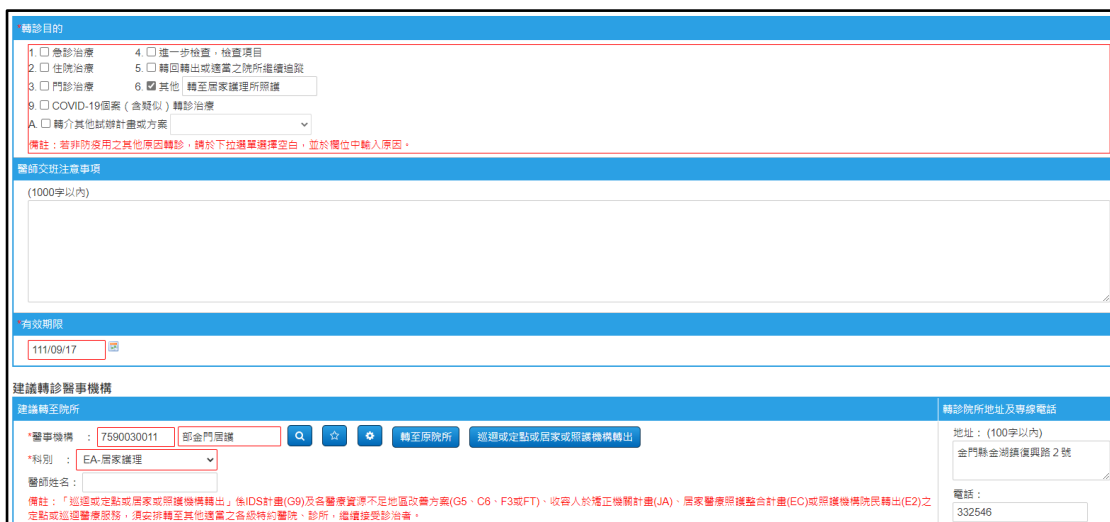 *轉診目的
1. 急診治療 4. 進一步檢查，檢查項目
2. 住院治療 5. 轉回轉出或適當之院所繼續追蹤
3. 門診治療 6. 其他 轉至居家護理所照護
9. COVID-19個案（含疑似）轉診治療
A. 轉介其他試辦計畫或方案
備註：若非防疫用之其他原因轉診，請於下拉選單選擇空白，並於欄位中輸入原因。
醫師交班注意事項
(1000字以內)
*有效期限
111/09/17
建議轉診醫事機構
建議轉至院所
*醫事機構 ： 7590030011 部金門居護 轉至原院所 巡迴或定點或居家或照護機構轉出
*科別 ： EA-居家護理
醫師姓名：
備註：「巡迴或定點或居家或照護機構轉出」係IDS計畫(G9)及各醫療資源不足地區改善方案(G5、C6、F3或FT)、收容人於矯正機關計畫(JA)、居家醫療照護整合計畫(EC)或照護機構院民轉出(E2)之
定點或巡迴醫療服務，須安排轉至其他適當之各級特約醫院、診所，繼續接受診治者。
轉診院所地址及專線電話
地址： (100字以內)
金門縣金湖鎮復興路２號
電話：
332546